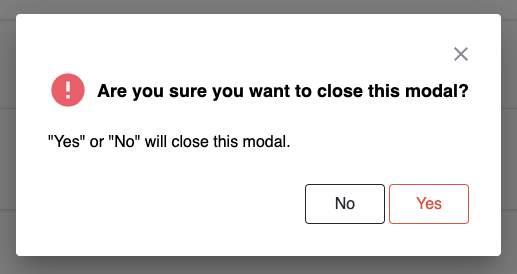 Are you sure you want to close this modal?
"Yes" or "No" will close this modal.
No
Yes